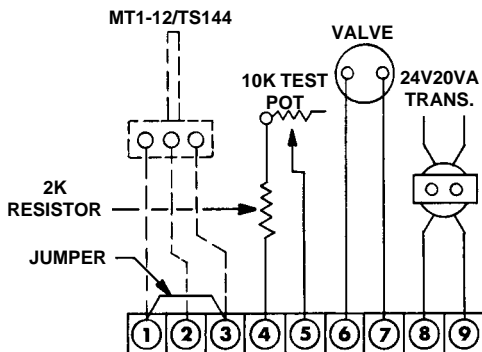 MT1-12/TS144
VALVE
10K TEST
POT
24V20VA
TRANS.
2K
RESISTOR
JUMPER
1 2 3 4 5 6 7 8 9